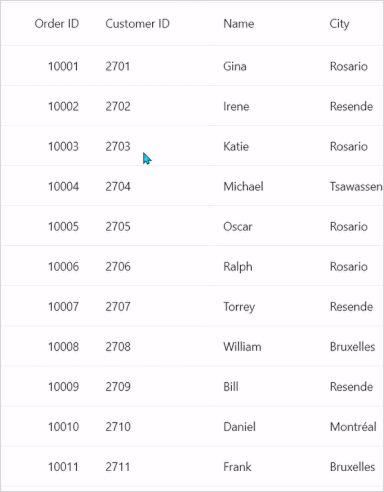 Order ID Customer ID Name City
10001 2701 Gina Rosario
10002 2702 Irene Resende
10003 2703 Katie Rosario
10004 2704 Michael Tsawassen
10005 2705 Oscar Rosario
10006 2706 Ralph Rosario
10007 2707 Torrey Resende
10008 2708 William Bruxelles
10009 2709 Bill Resende
10010 2710 Daniel Montréal
10011 2711 Frank Bruxelles